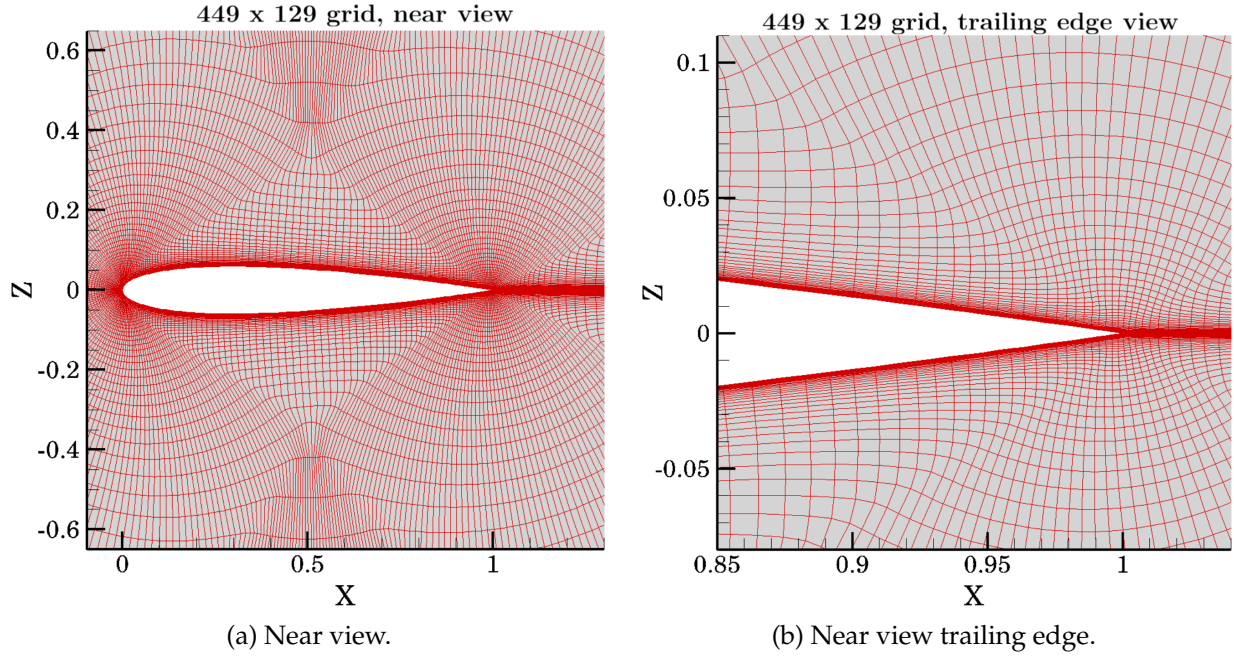 449 x 129 grid, near view
0.6
0.4
0.2
0
-0.2
-0.4
-0.6
Z
0 0.5 1
X
(a) Near view.
449 x 129 grid, trailing edge view
0.1
0.05
0
-0.05
Z
0.85 0.9 0.95 1
X
(b) Near view trailing edge.